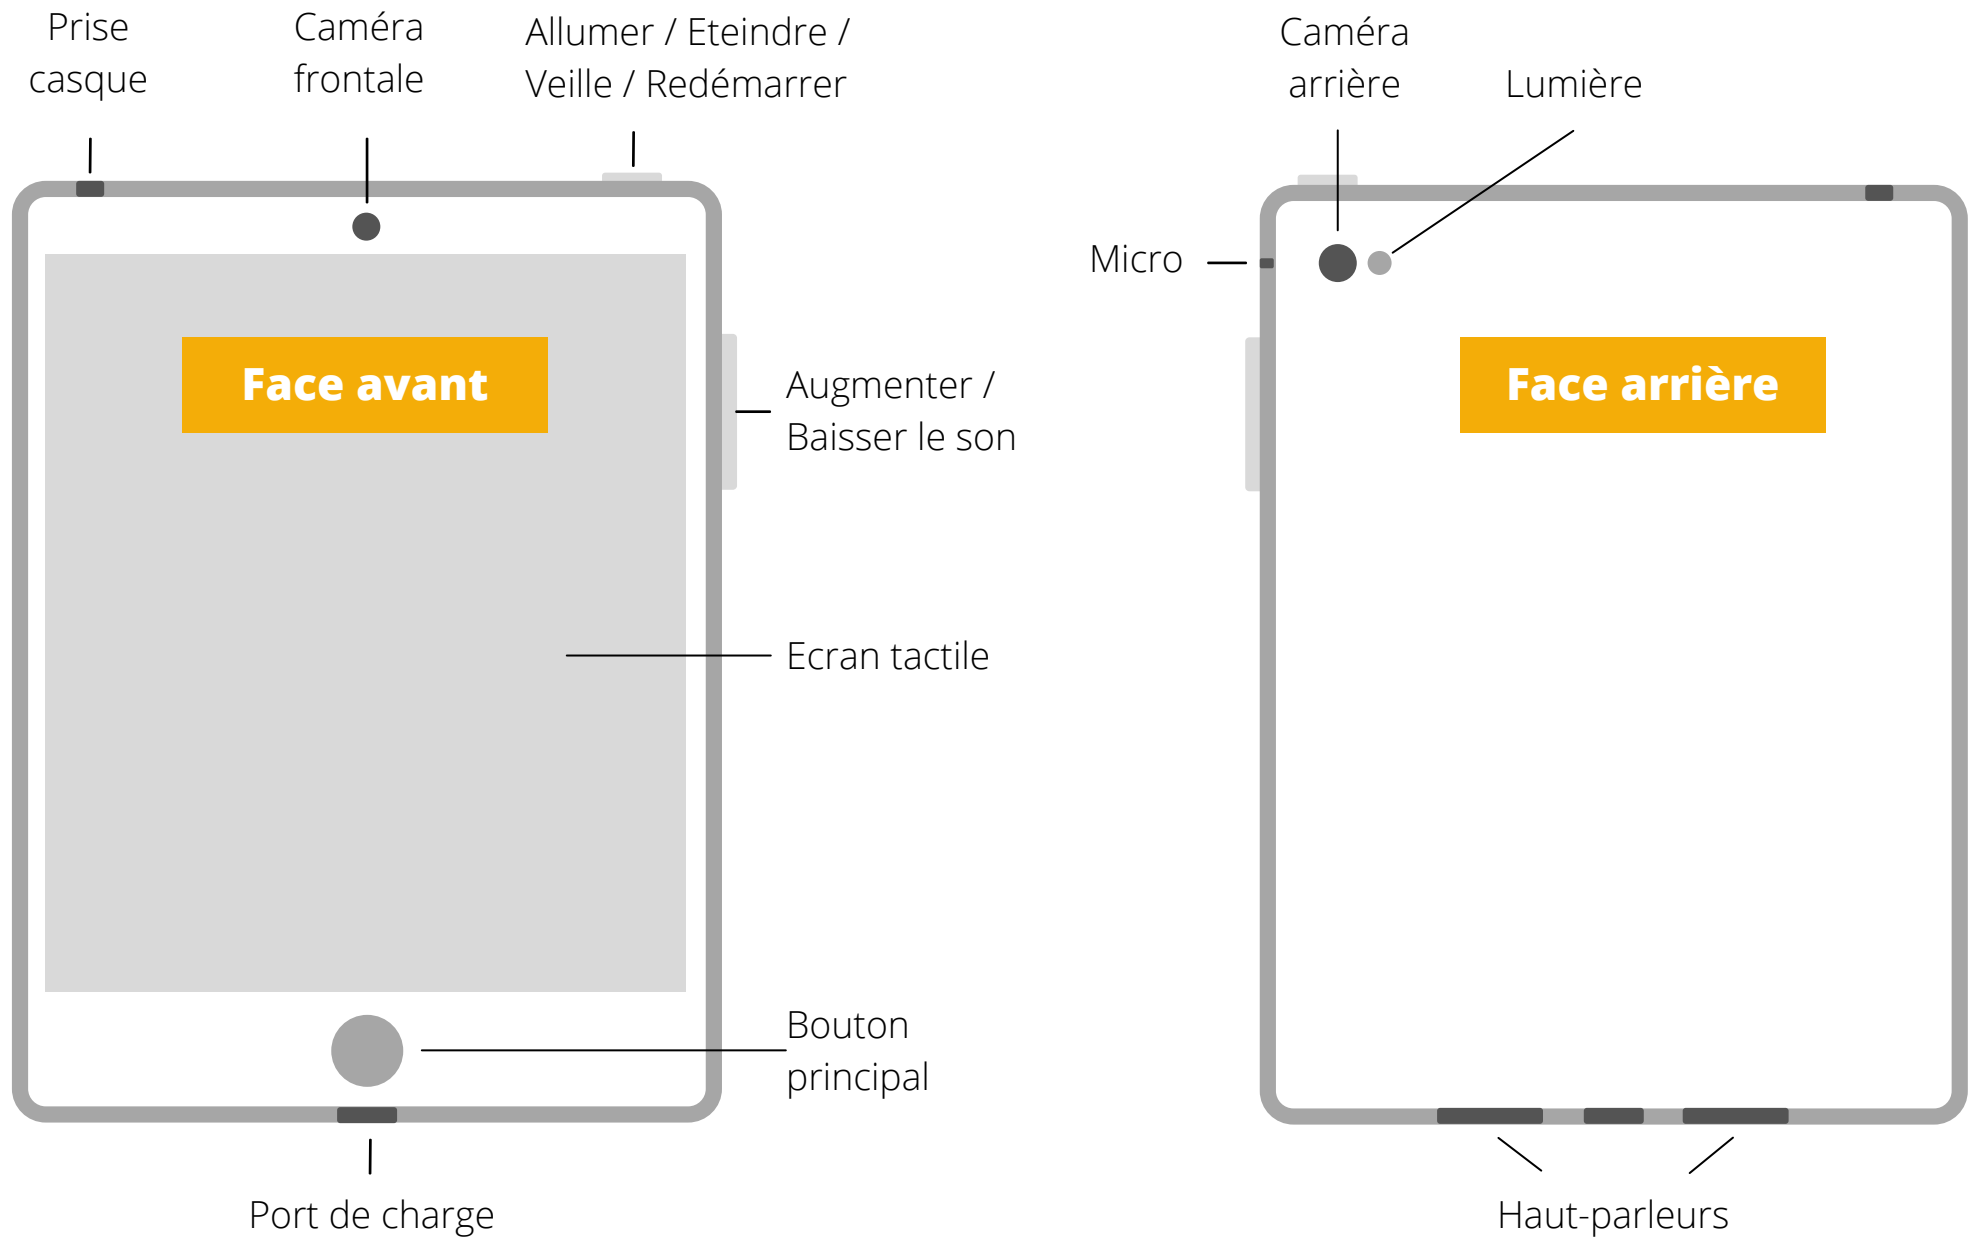 Prise
casque
Caméra
frontale
Allumer / Eteindre /
Veille / Redémarrer
Face avant
Augmenter /
Baisser le son
Ecran tactile
Bouton
principal
Port de charge
Caméra
arrière
Lumière
Micro
Face arrière
Haut-parleurs